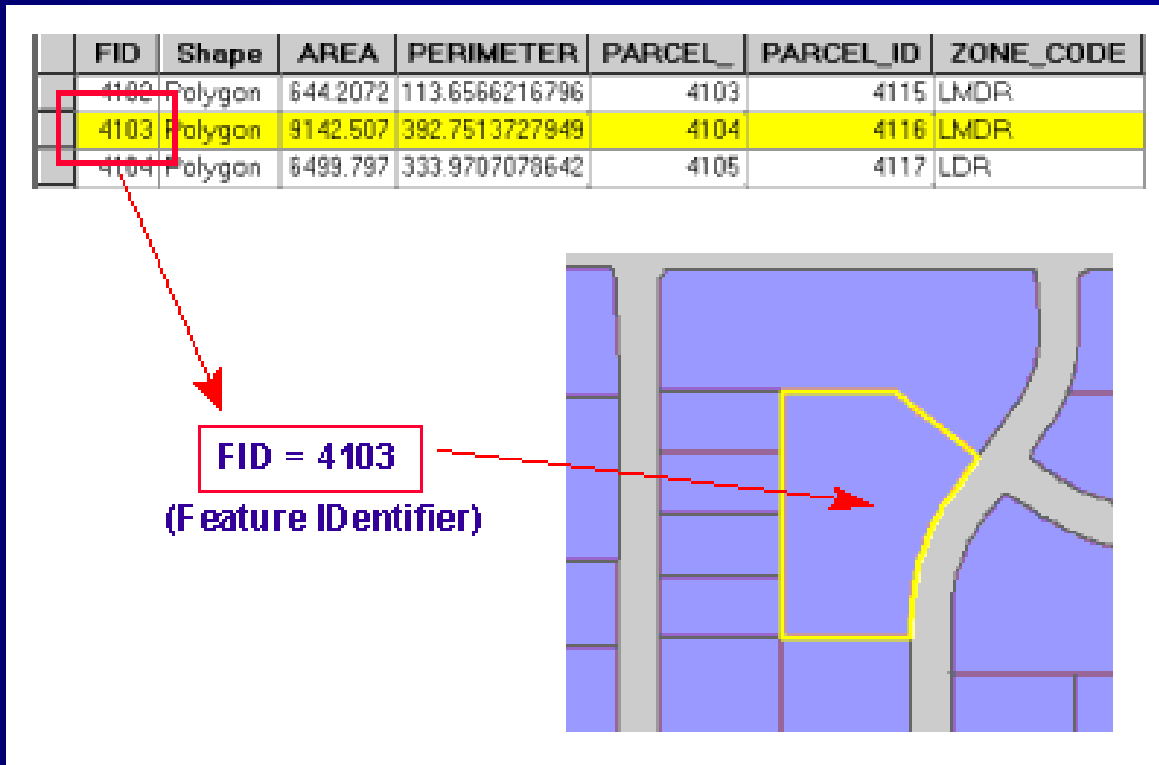 FID Shape AREA PERIMETER PARCEL_ PARCEL_ID ZONE_CODE
4102 Polygon 644.2072 113.6566216796 4103 4115 LMDR
4103 Polygon 9142.507 392.7513727949 4104 4116 LMDR
4104 Polygon 6499.797 333.9707078642 4105 4117 LDR
FID = 4103
(Feature IDentifier)